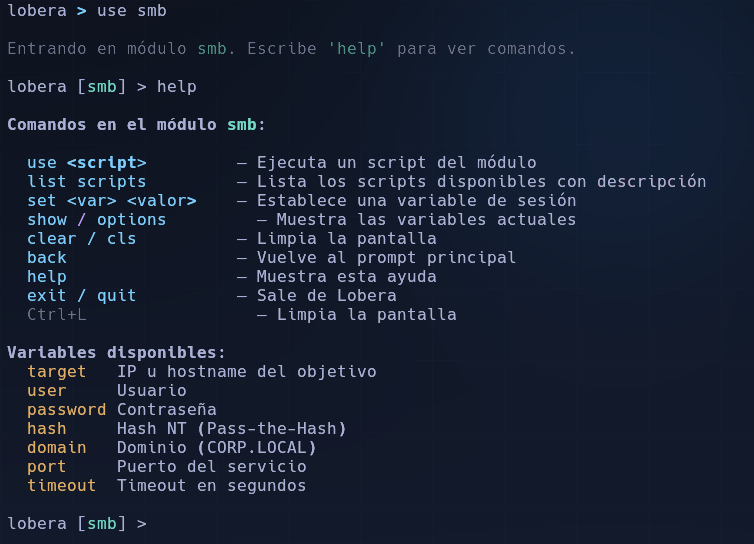 lobera > use smb
Entrando en módulo smb. Escribe 'help' para ver comandos.
lobera [smb] > help
Comandos en el módulo smb:
use <script> — Ejecuta un script del módulo
list scripts — Lista los scripts disponibles con descripción
set <var> <valor> — Establece una variable de sesión
show / options — Muestra las variables actuales
clear / cls — Limpia la pantalla
back — Vuelve al prompt principal
help — Muestra esta ayuda
exit / quit — Sale de Lobera
Ctrl+L — Limpia la pantalla
Variables disponibles:
target IP u hostname del objetivo
user Usuario
password Contraseña
hash Hash NT (Pass-the-Hash)
domain Dominio (CORP.LOCAL)
port Puerto del servicio
timeout Timeout en segundos
lobera [smb] >